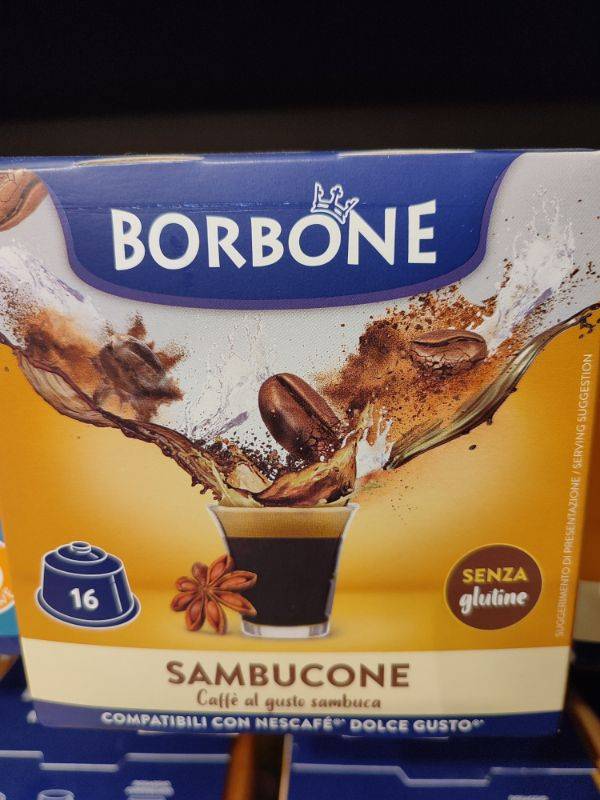 BORBONE
16
SENZA
glutine
SUGGERIMENTO DI PRESENTAZIONE / SERVING SUGGESTION
SAMBUCONE
Caffè al gusto sambuca
COMPATIBILI CON NESCAFÉ®* DOLCE GUSTO®*